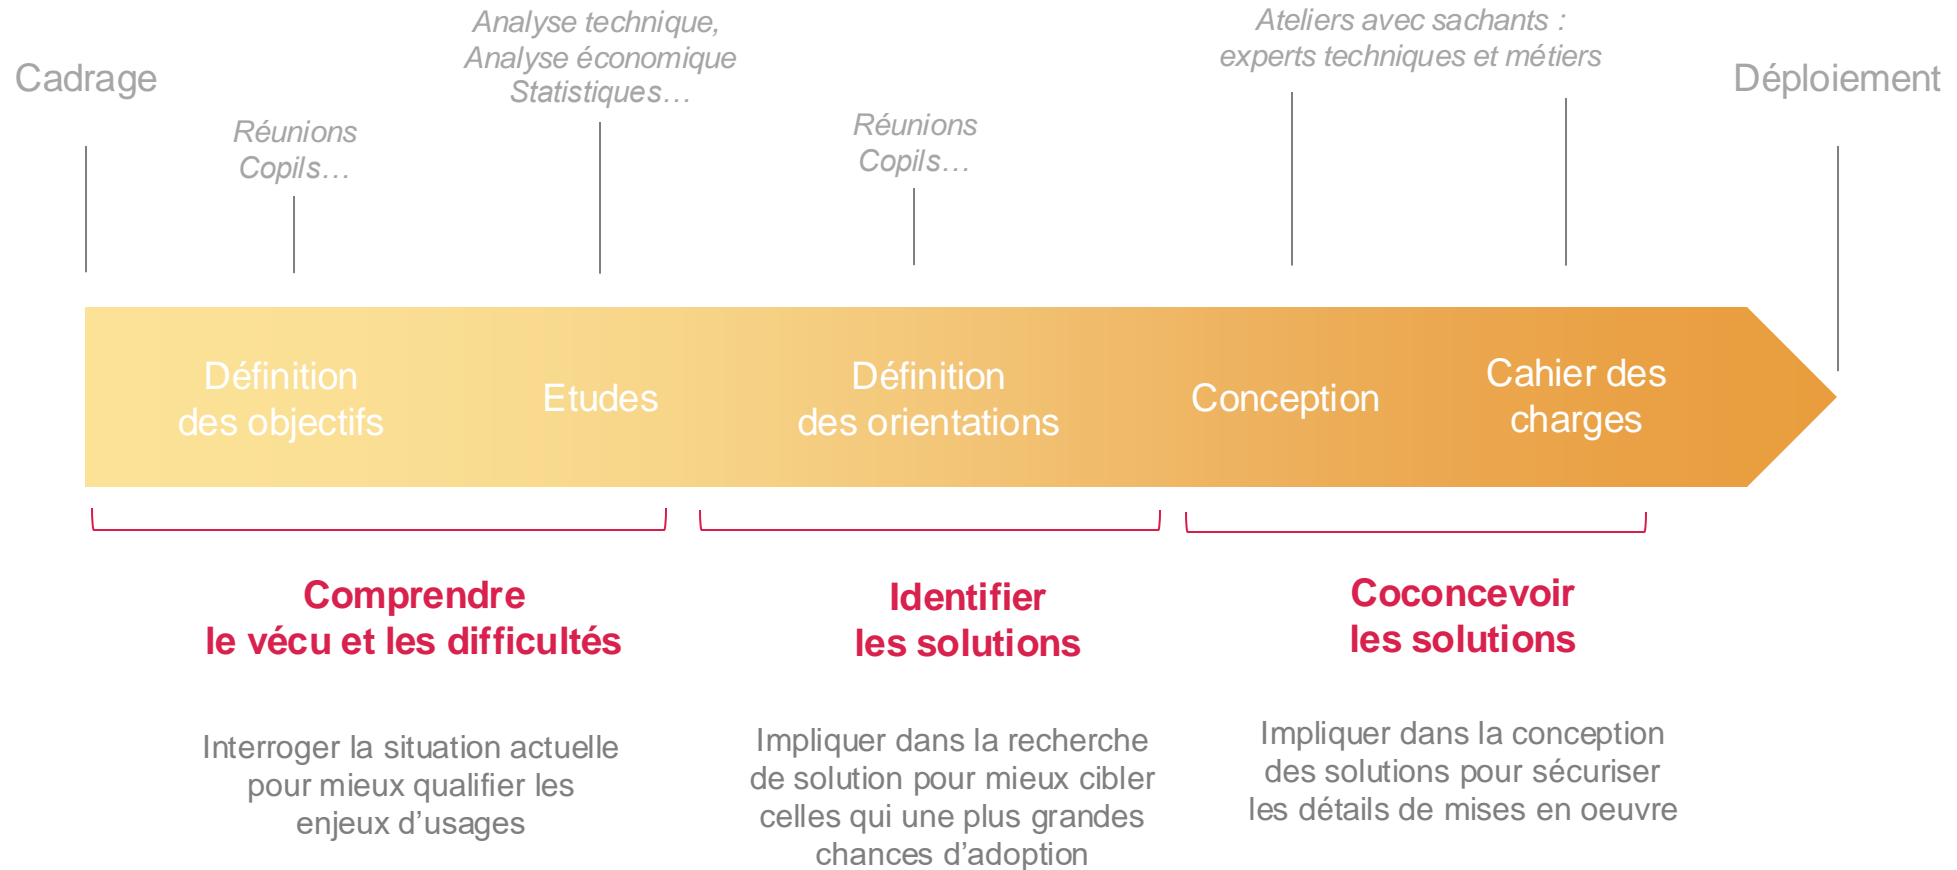 Cadrage
Réunions
Copils…
Analyse technique,
Analyse économique
Statistiques…
Réunions
Copils…
Ateliers avec sachants :
experts techniques et métiers
Déploiement
Définition
des objectifs
Etudes
Définition
des orientations
Conception
Cahier des
charges
Comprendre
le vécu et les difficultés
Interroger la situation actuelle
pour mieux qualifier les
enjeux d’usages
Identifier
les solutions
Impliquer dans la recherche
de solution pour mieux cibler
celles qui une plus grandes
chances d’adoption
Coconcevoir
les solutions
Impliquer dans la conception
des solutions pour sécuriser
les détails de mises en oeuvre